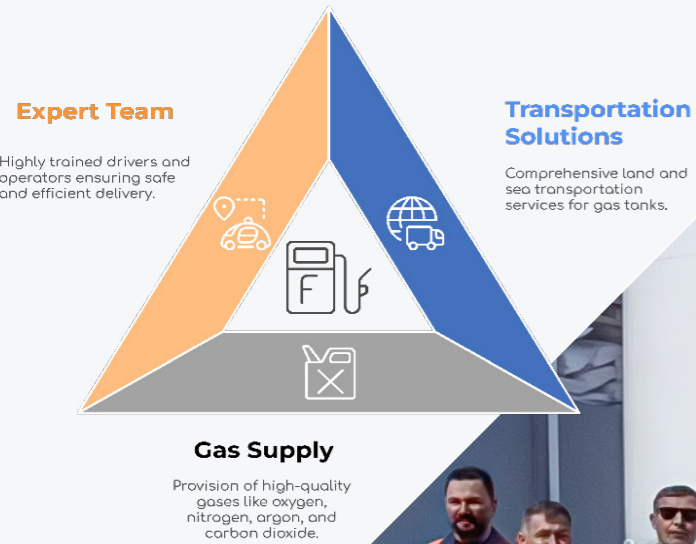 Expert Team
Highly trained drivers and
operators ensuring safe
and efficient delivery.
Transportation
Solutions
Comprehensive land and
sea transportation
services for gas tanks.
F
Gas Supply
Provision of high-quality
gases like oxygen,
nitrogen, argon, and
carbon dioxide.